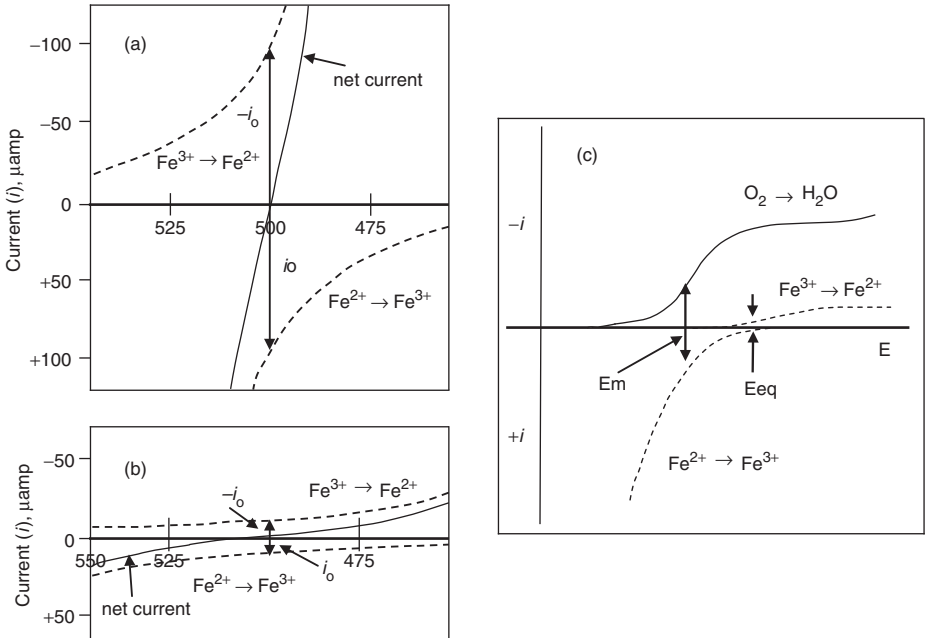 (a)
−100
net current
−50
−iₒ
Fe³⁺ → Fe²⁺
0
525
500
475
+50
io
Fe²⁺ → Fe³⁺
+100
Current (i), μamp
(b)
−50
−iₒ
Fe³⁺ → Fe²⁺
0
550
525
475
iₒ
Fe²⁺ → Fe³⁺
net current
+50
Current (i), μamp
(c)
O₂ → H₂O
−i
Fe³⁺ → Fe²⁺
E
Em
Eeq
+i
Fe²⁺ → Fe³⁺